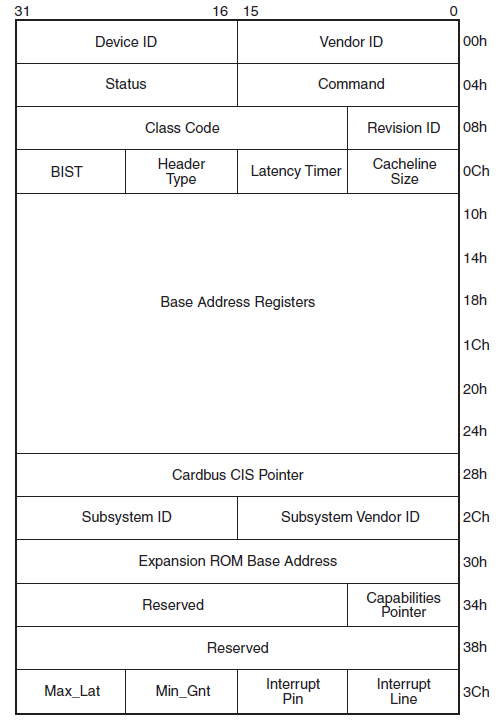 31 16 15 0
Device ID Vendor ID 00h
Status Command 04h
Class Code Revision ID 08h
BIST Header Type Latency Timer Cacheline Size 0Ch
10h
14h
Base Address Registers 18h
1Ch
20h
24h
Cardbus CIS Pointer 28h
Subsystem ID Subsystem Vendor ID 2Ch
Expansion ROM Base Address 30h
Reserved Capabilities Pointer 34h
Reserved 38h
Max_Lat Min_Gnt Interrupt Pin Interrupt Line 3Ch